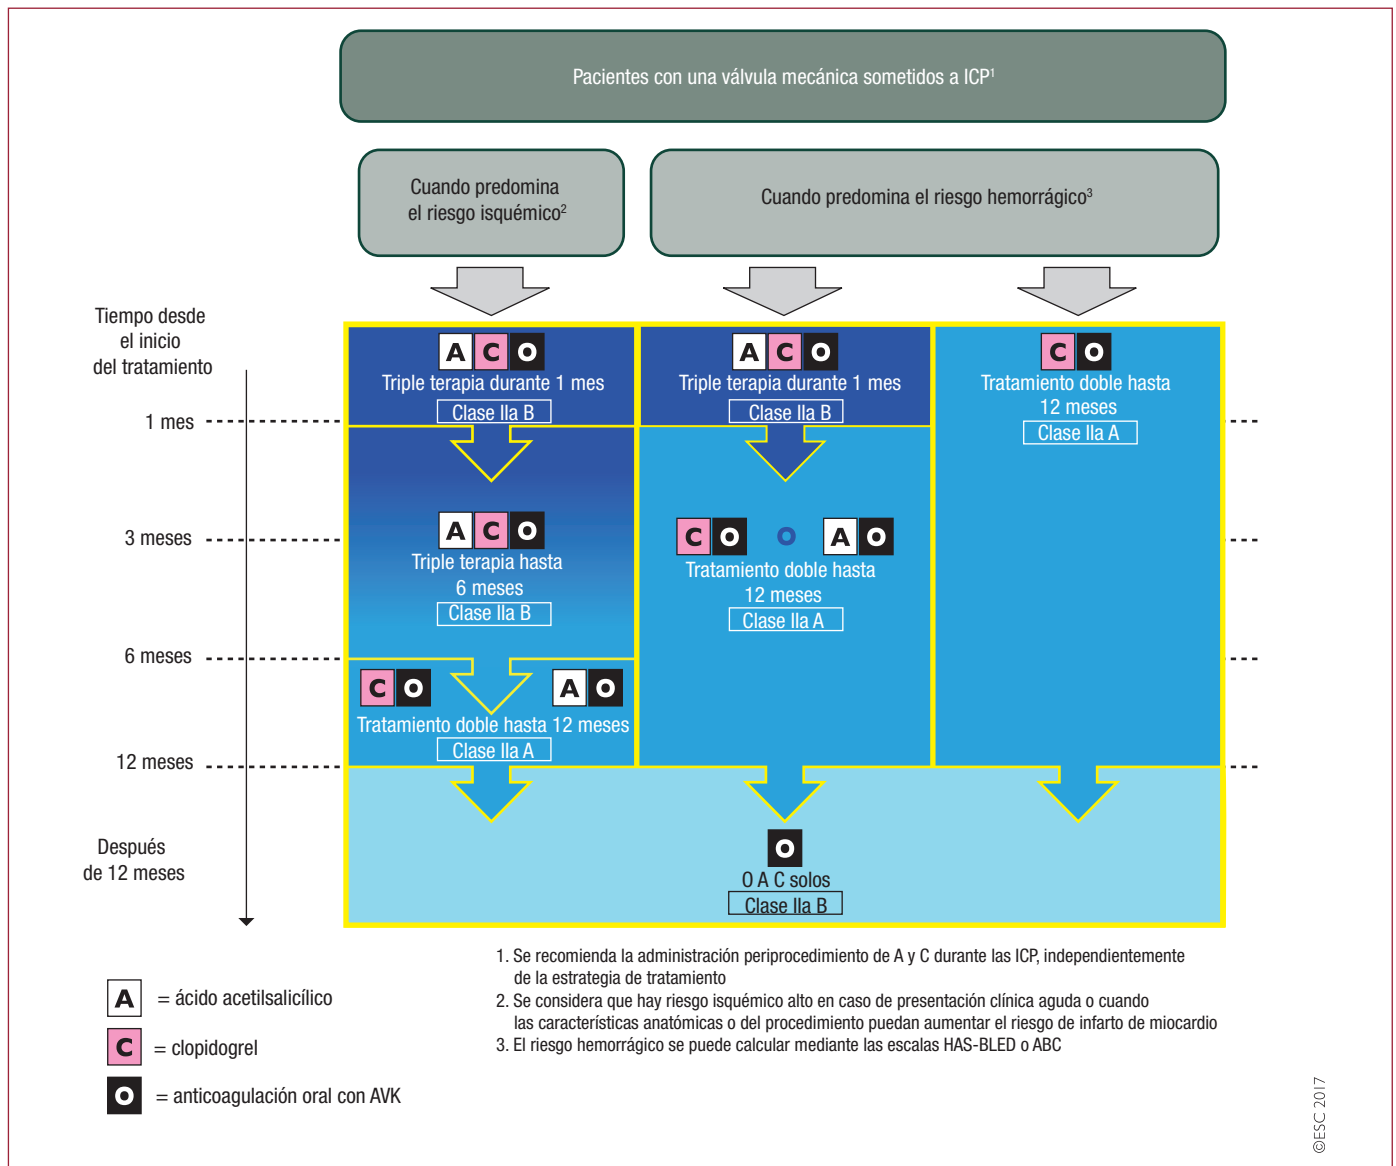 Pacientes con una válvula mecánica sometidos a ICP¹
Cuando predomina
el riesgo isquémico²
Cuando predomina el riesgo hemorrágico³
Tiempo desde
el inicio
del tratamiento
A C O
Triple terapia durante 1 mes
Clase IIa B
A C O
Triple terapia durante 1 mes
Clase IIa B
C O
Tratamiento doble hasta
12 meses
Clase IIa A
1 mes
A C O
Triple terapia hasta
6 meses
Clase IIa B
3 meses
C O O A O
Tratamiento doble hasta
12 meses
Clase IIa A
6 meses
C O A O
Tratamiento doble hasta 12 meses
Clase IIa A
12 meses
Después
de 12 meses
O
O A C solos
Clase IIa B
1. Se recomienda la administración periprocedimiento de A y C durante las ICP, independientemente
de la estrategia de tratamiento
2. Se considera que hay riesgo isquémico alto en caso de presentación clínica aguda o cuando
las características anatómicas o del procedimiento puedan aumentar el riesgo de infarto de miocardio
3. El riesgo hemorrágico se puede calcular mediante las escalas HAS-BLED o ABC
A = ácido acetilsalicílico
C = clopidogrel
O = anticoagulación oral con AVK
©ESC 2017